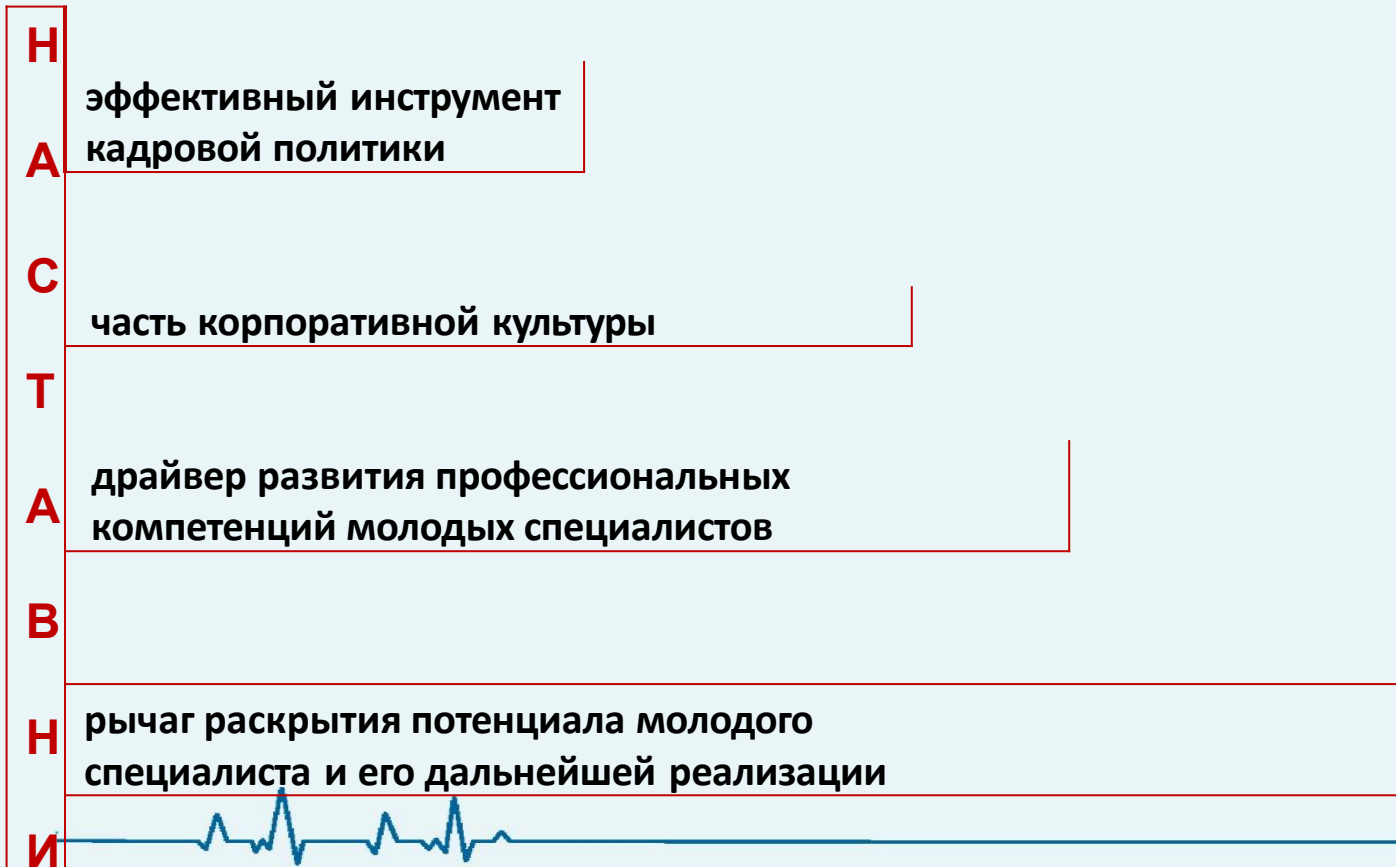 Н
А
С
Т
А
В
Н
И
эффективный инструмент
кадровой политики
часть корпоративной культуры
драйвер развития профессиональных
компетенций молодых специалистов
рычаг раскрытия потенциала молодого
специалиста и его дальнейшей реализации